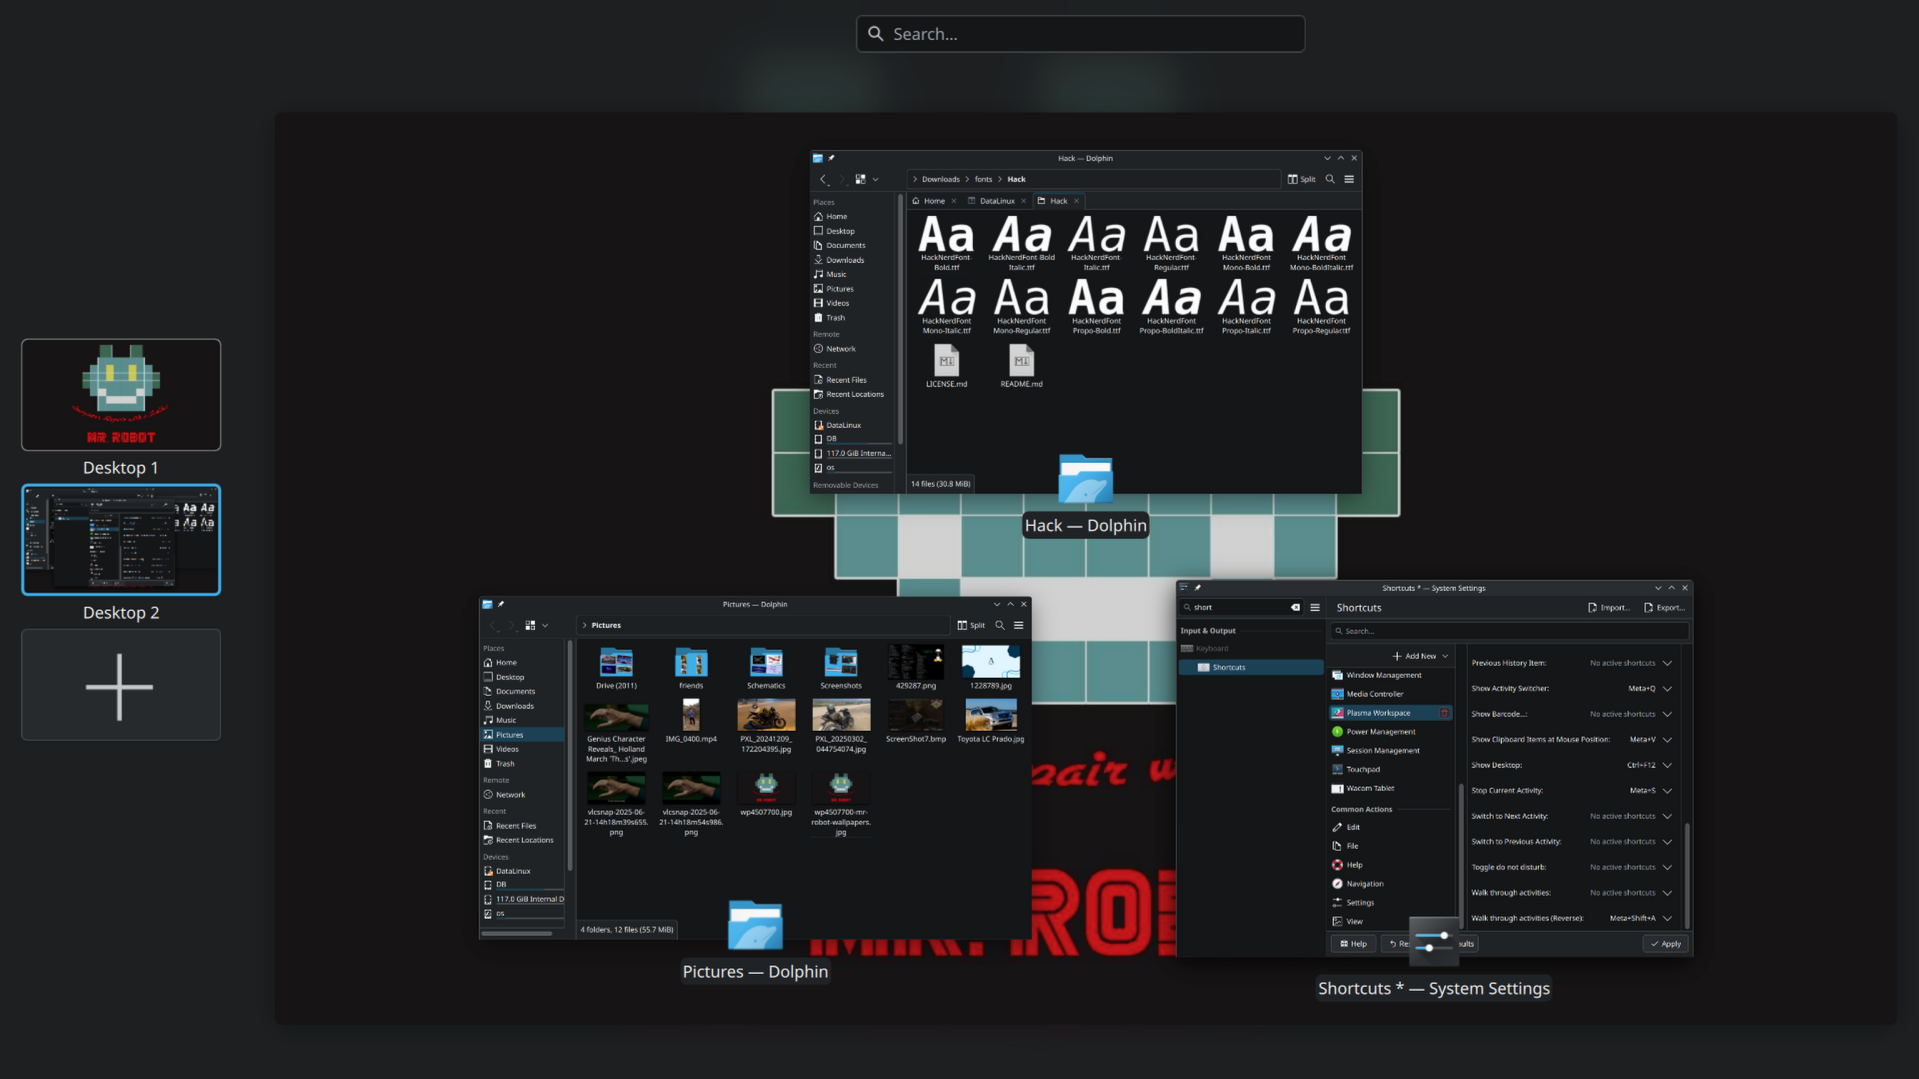 Search...
MR. ROBOT
Desktop 1
Desktop 2
Hack — Dolphin
Downloads
fonts
Hack
Split
Home
DataLinux
Hack
Places
Home
Desktop
Documents
Downloads
Music
Pictures
Videos
Trash
Remote
Network
Recent
Recent Files
Recent Locations
Devices
DataLinux
DB
117.0 GiB Interna...
os
Removable Devices
Aa Aa Aa Aa Aa Aa
HackNerdFont-
Bold.ttf
HackNerdFont-Bold
Italic.ttf
HackNerdFont-
Italic.ttf
HackNerdFont-
Regular.ttf
HackNerdFont
Mono-Bold.ttf
HackNerdFont
Mono-BoldItalic.ttf
Aa Aa Aa Aa Aa Aa
HackNerdFont
Mono-Italic.ttf
HackNerdFont
Mono-Regular.ttf
HackNerdFont
Propo-Bold.ttf
HackNerdFont
Propo-BoldItalic.ttf
HackNerdFont
Propo-Italic.ttf
HackNerdFont
Propo-Regular.ttf
LICENSE.md
README.md
14 files (30.8 MiB)
Hack — Dolphin
Pictures — Dolphin
Pictures
Split
Places
Home
Desktop
Documents
Downloads
Music
Pictures
Videos
Trash
Remote
Network
Recent
Recent Files
Recent Locations
Devices
DataLinux
DB
117.0 GiB Internal D
os
Drive (2011)
friends
Schematics
Screenshots
429287.png
1228789.jpg
Genius Character
Reveals_ Holland
March 'Th...s'.jpeg
IMG_0400.mp4
PXL_20241209_
172204395.jpg
PXL_20250302_
044754074.jpg
ScreenShot7.bmp
Toyota LC Prado.jpg
vlcsnap-2025-06-
21-14h18m39s655.
png
vlcsnap-2025-06-
21-14h18m54s986.
png
wp4507700.jpg
wp4507700-mr-
robot-wallpapers.
jpg
4 folders, 12 files (55.7 MiB)
Pictures — Dolphin
pair w
MR. ROB
Shortcuts * — System Settings
short
Shortcuts
Import...
Export...
Input & Output
Keyboard
Shortcuts
Search...
Add New
Window Management
Media Controller
Plasma Workspace
Power Management
Session Management
Touchpad
Wacom Tablet
Common Actions
Edit
File
Help
Navigation
Settings
View
Previous History Item: No active shortcuts
Show Activity Switcher: Meta+Q
Show Barcode...: No active shortcuts
Show Clipboard Items at Mouse Position: Meta+V
Show Desktop: Ctrl+F12
Stop Current Activity: Meta+S
Switch to Next Activity: No active shortcuts
Switch to Previous Activity: No active shortcuts
Toggle do not disturb: No active shortcuts
Walk through activities: No active shortcuts
Walk through activities (Reverse): Meta+Shift+A
Help
Res
aults
Apply
Shortcuts * — System Settings